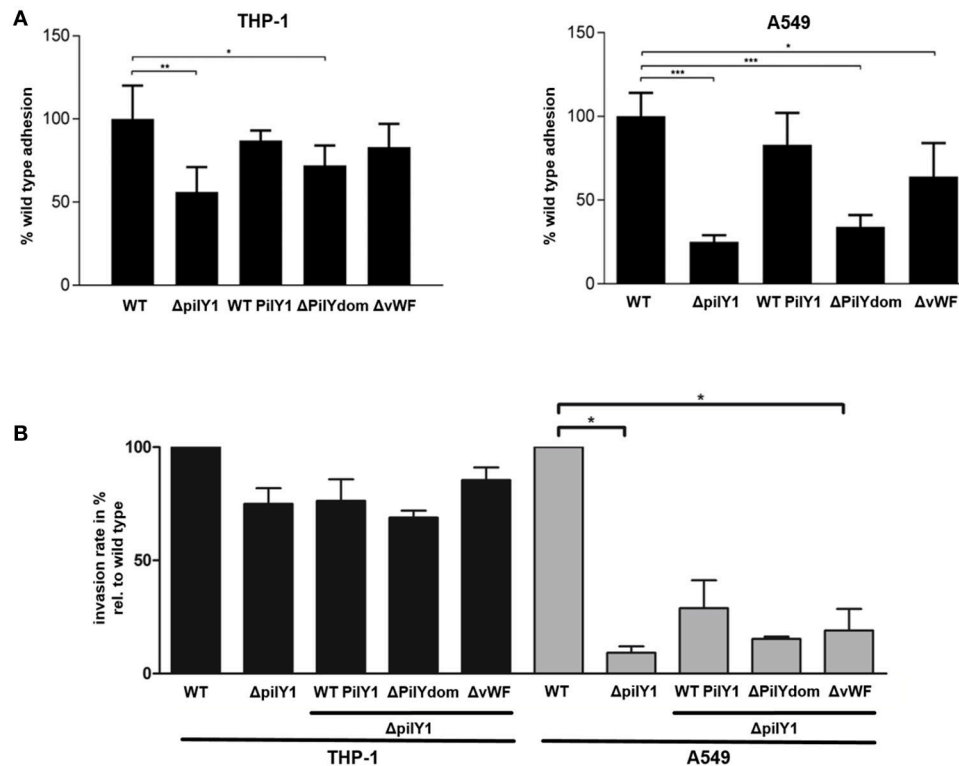 A
THP-1
% wild type adhesion
150
100
50
0
**
*
WT ΔpilY1 WT PilY1 ΔPilYdom ΔvWF
A549
% wild type adhesion
150
100
50
0
***
***
*
WT ΔpilY1 WT PilY1 ΔPilYdom ΔvWF
B
invasion rate in %
rel. to wild type
100
50
0
*
*
WT ΔpilY1 WT PilY1 ΔPilYdom ΔvWF WT ΔpilY1 WT PilY1 ΔPilYdom ΔvWF
ΔpilY1 ΔpilY1
THP-1 A549